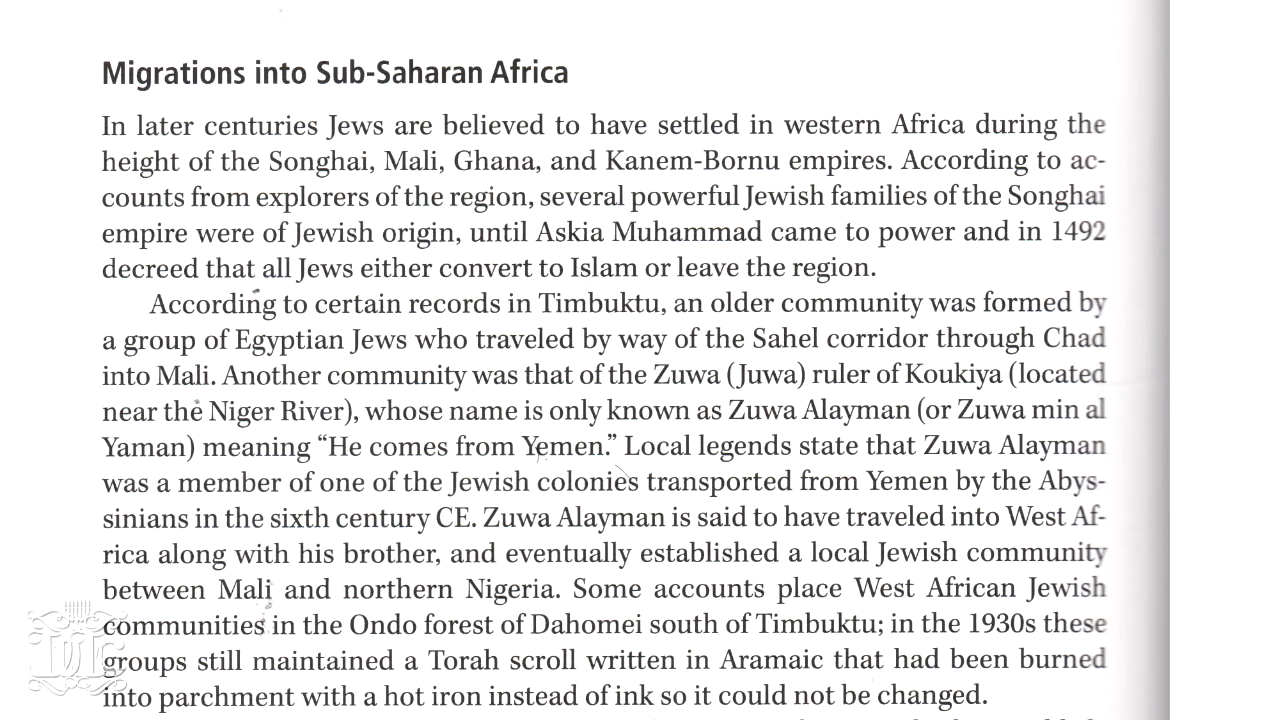 Migrations into Sub-Saharan Africa
In later centuries Jews are believed to have settled in western Africa during the
height of the Songhai, Mali, Ghana, and Kanem-Bornu empires. According to ac-
counts from explorers of the region, several powerful Jewish families of the Songhai
empire were of Jewish origin, until Askia Muhammad came to power and in 1492
decreed that all Jews either convert to Islam or leave the region.
According to certain records in Timbuktu, an older community was formed by
a group of Egyptian Jews who traveled by way of the Sahel corridor through Chad
into Mali. Another community was that of the Zuwa (Juwa) ruler of Koukiya (located
near the Niger River), whose name is only known as Zuwa Alayman (or Zuwa min al
Yaman) meaning “He comes from Yemen.” Local legends state that Zuwa Alayman
was a member of one of the Jewish colonies transported from Yemen by the Abys-
sinians in the sixth century CE. Zuwa Alayman is said to have traveled into West Af-
rica along with his brother, and eventually established a local Jewish community
between Mali and northern Nigeria. Some accounts place West African Jewish
communities in the Ondo forest of Dahomei south of Timbuktu; in the 1930s these
groups still maintained a Torah scroll written in Aramaic that had been burned
into parchment with a hot iron instead of ink so it could not be changed.